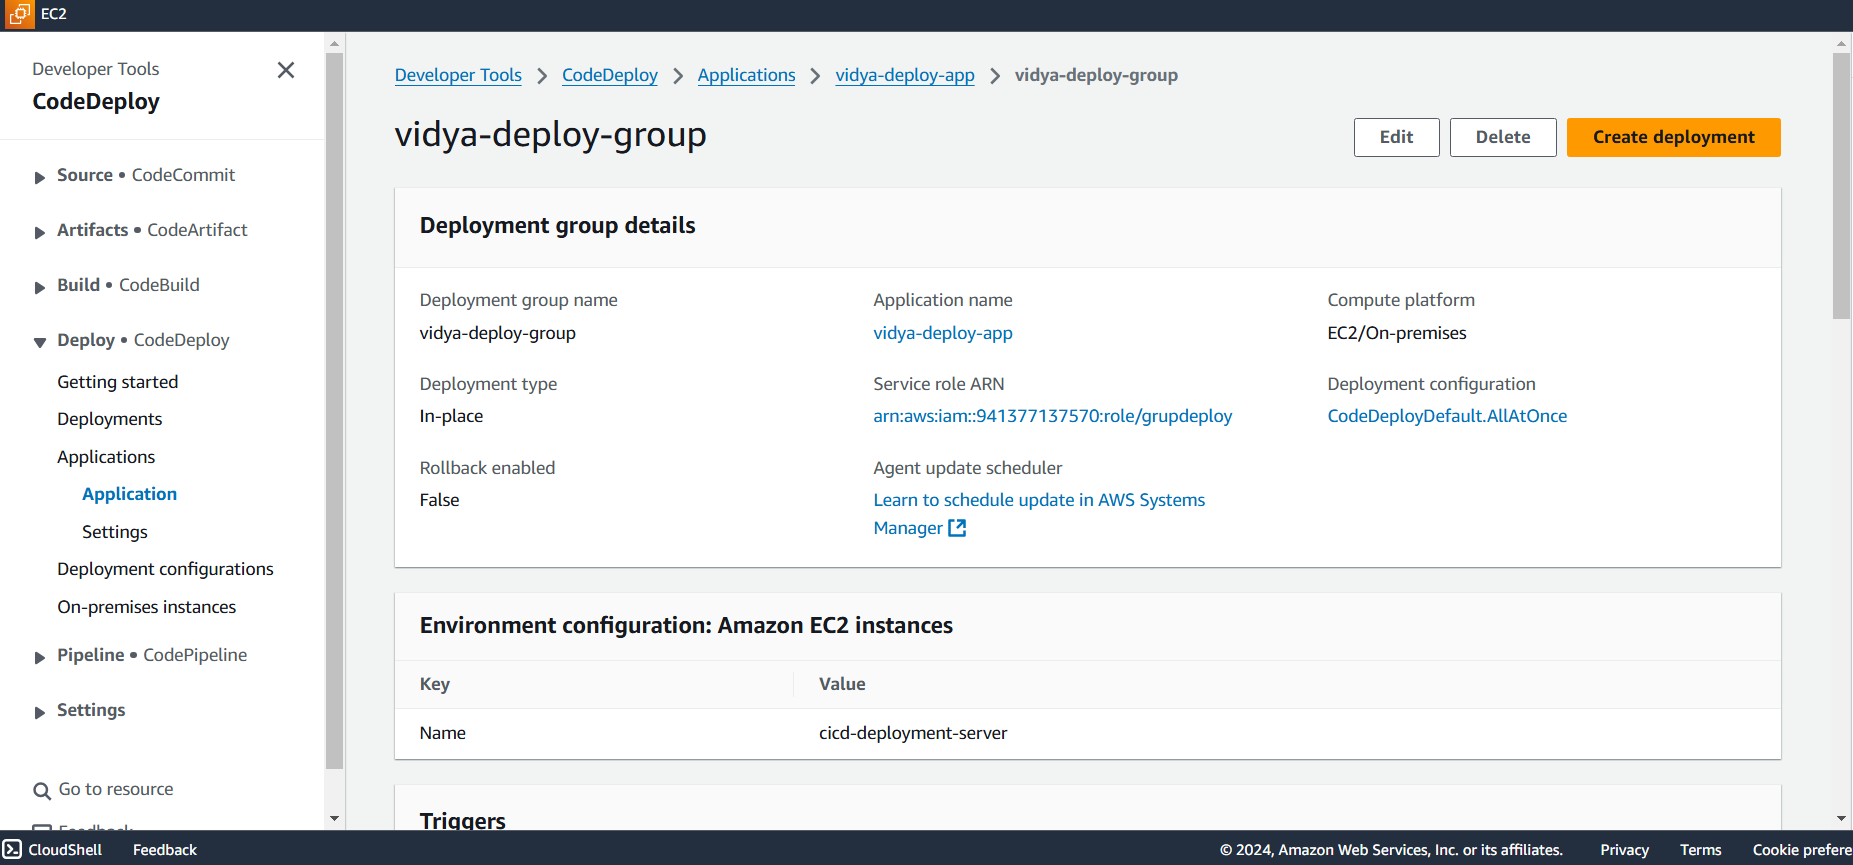 EC2
Developer Tools
CodeDeploy
Source • CodeCommit
Artifacts • CodeArtifact
Build • CodeBuild
Deploy • CodeDeploy
Getting started
Deployments
Applications
Application
Settings
Deployment configurations
On-premises instances
Pipeline • CodePipeline
Settings
Go to resource
Feedback
Developer Tools > CodeDeploy > Applications > vidya-deploy-app > vidya-deploy-group
vidya-deploy-group
Edit Delete Create deployment
Deployment group details
Deployment group name Application name Compute platform
vidya-deploy-group vidya-deploy-app EC2/On-premises
Deployment type Service role ARN Deployment configuration
In-place arn:aws:iam::941377137570:role/grupdeploy CodeDeployDefault.AllAtOnce
Rollback enabled Agent update scheduler
False Learn to schedule update in AWS Systems
Manager
Environment configuration: Amazon EC2 instances
Key Value
Name cicd-deployment-server
Triggers
CloudShell Feedback © 2024, Amazon Web Services, Inc. or its affiliates. Privacy Terms Cookie prefere